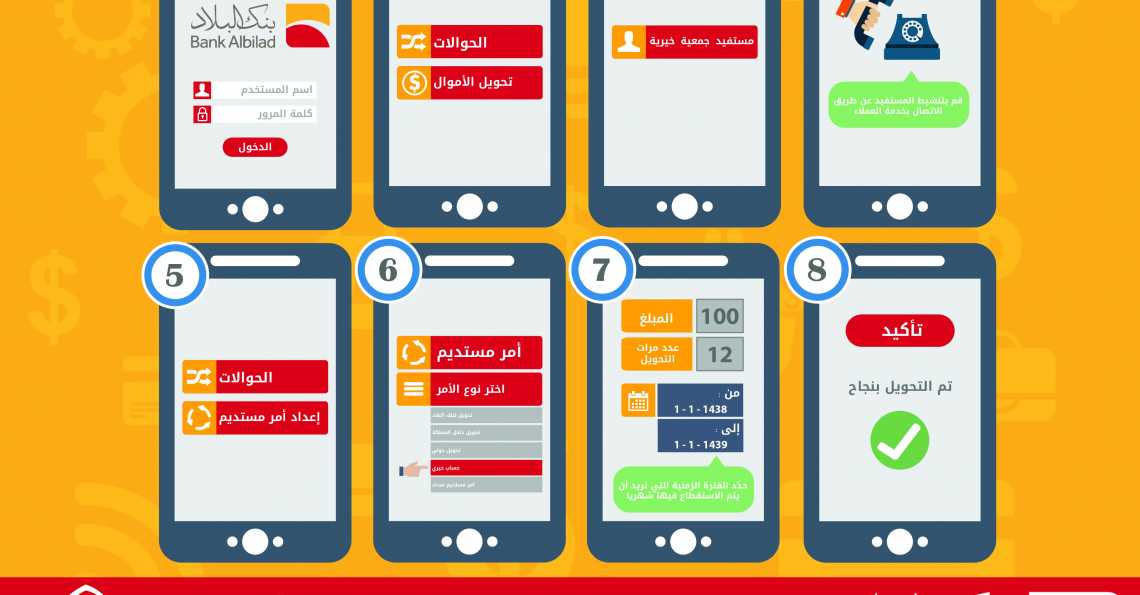 بنك البلاد
Bank Albilad
اسم المستخدم
كلمة المرور
الدخول
الحوالات
تحويل الأموال
مستفيد جمعية خيرية
قم بتنشيط المستفيد عن طريق
الاتصال بخدمة العملاء
5
الحوالات
إعداد أمر مستديم
6
أمر مستديم
اختر نوع الأمر
تحويل داخل المملكة
تحويل دولي
حساب خيري
أمر مستديم سداد
7
المبلغ
100
عدد مرات
التحويل
12
من :
1 - 1 - 1438
إلى :
1 - 1 - 1439
حدد الفترة الزمنية التي تريد أن
يتم الاستقطاع فيها شهريا
8
تأكيد
تم التحويل بنجاح